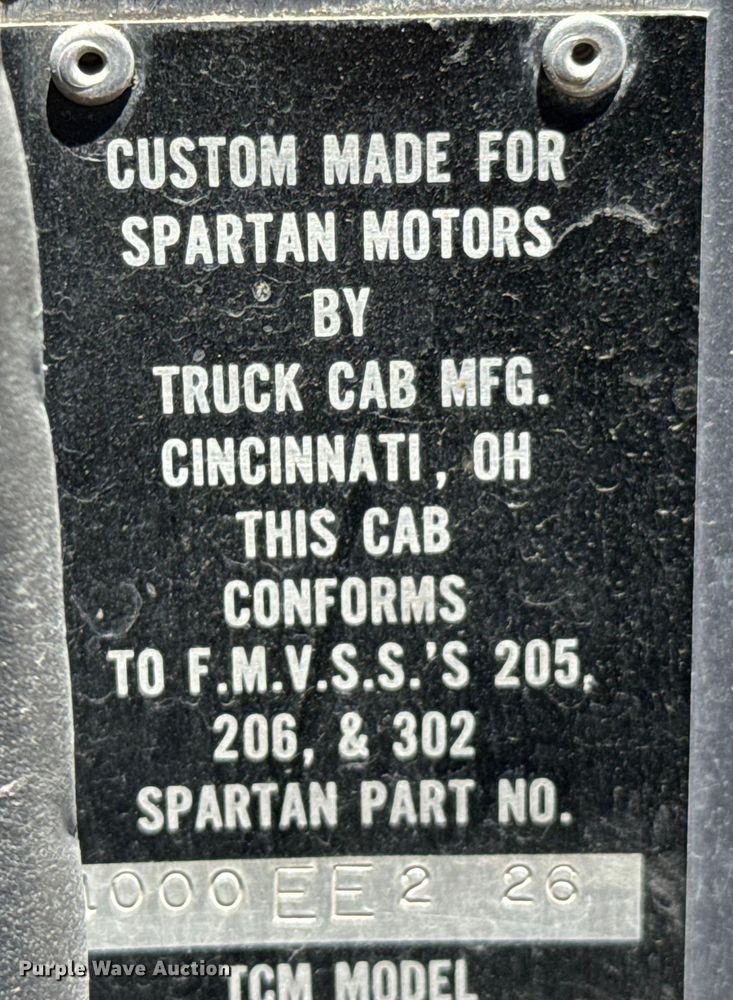 CUSTOM MADE FOR
SPARTAN MOTORS
BY
TRUCK CAB MFG.
CINCINNATI, OH
THIS CAB
CONFORMS
TO F.M.V.S.S.'S 205,
206, & 302
SPARTAN PART NO.
1000 EE 2 26
TCM MODEL
Purple Wave Auction